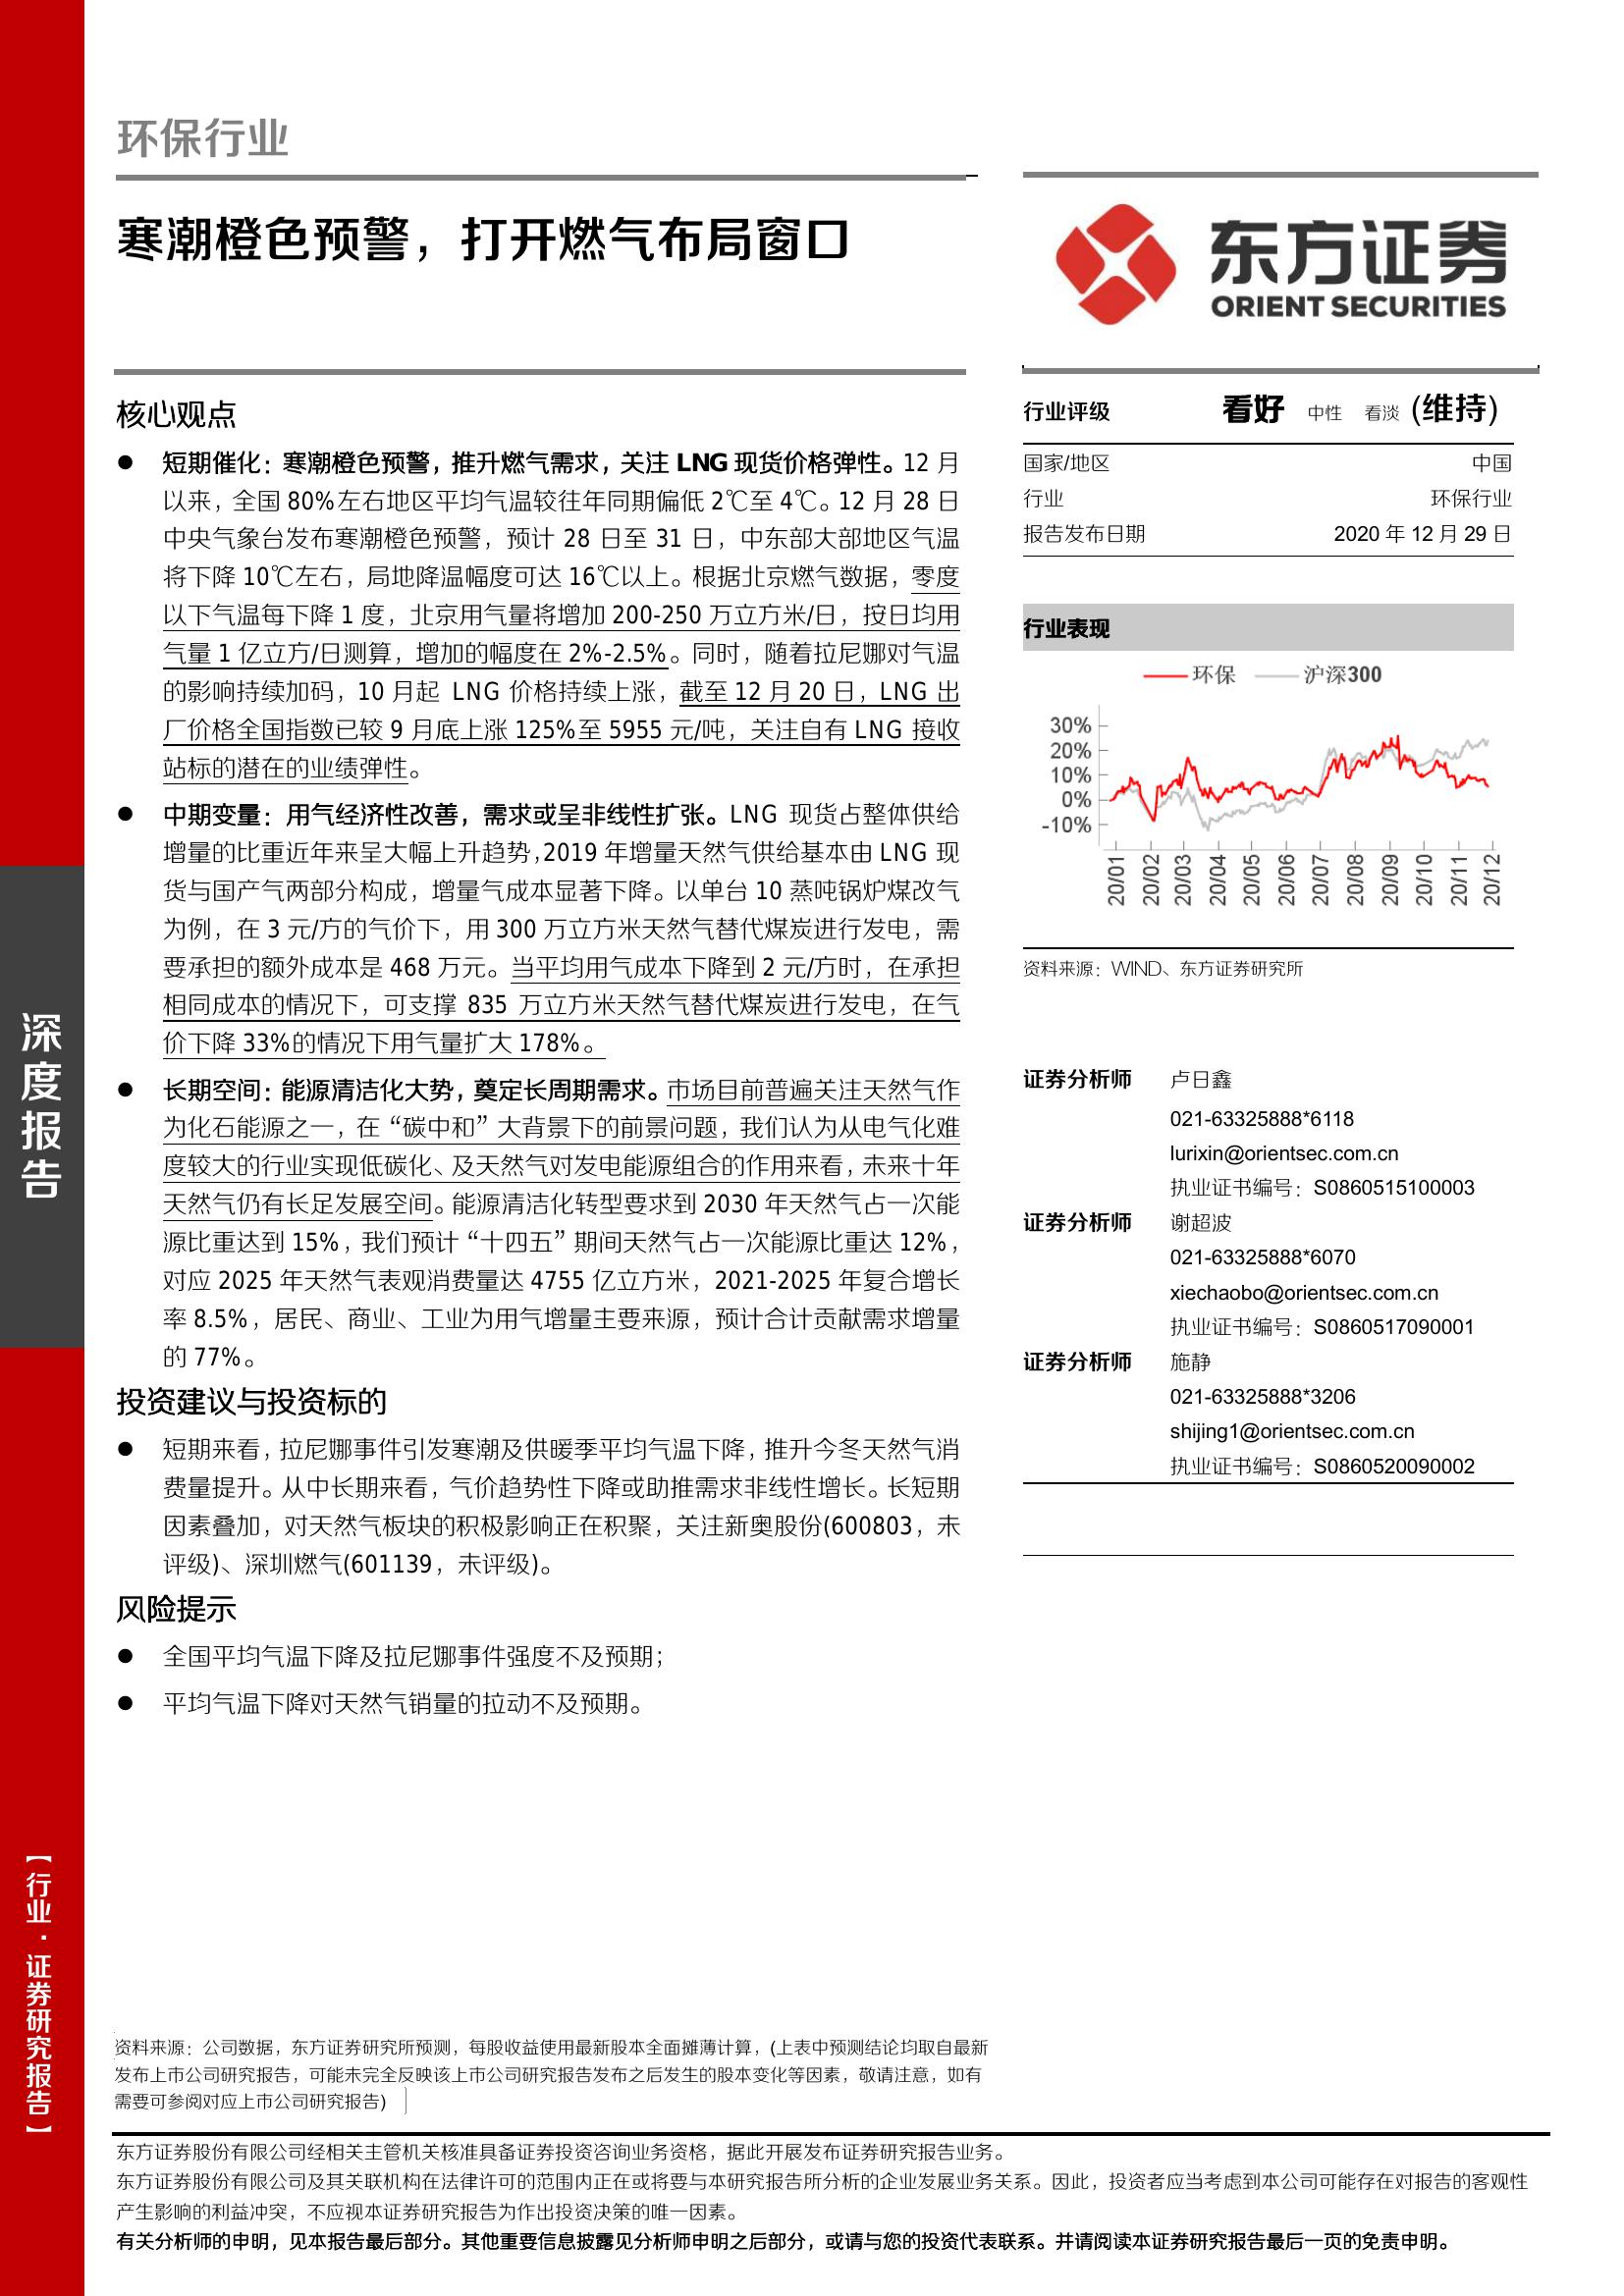 环保行业
寒潮橙色预警，打开燃气布局窗口
东方证券
ORIENT SECURITIES
核心观点
● 短期催化：寒潮橙色预警，推升燃气需求，关注 LNG 现货价格弹性。12 月
以来，全国 80%左右地区平均气温较往年同期偏低 2℃至 4℃。12 月 28 日
中央气象台发布寒潮橙色预警，预计 28 日至 31 日，中东部大部地区气温
将下降 10℃左右，局地降温幅度可达 16℃以上。根据北京燃气数据，零度
以下气温每下降 1 度，北京用气量将增加 200-250 万立方米/日，按日均用
气量 1 亿立方/日测算，增加的幅度在 2%-2.5%。同时，随着拉尼娜对气温
的影响持续加码，10 月起 LNG 价格持续上涨，截至 12 月 20 日，LNG 出
厂价格全国指数已较 9 月底上涨 125%至 5955 元/吨，关注自有 LNG 接收
站标的潜在的业绩弹性。
● 中期变量：用气经济性改善，需求或呈非线性扩张。LNG 现货占整体供给
增量的比重近年来呈大幅上升趋势，2019 年增量天然气供给基本由 LNG 现
货与国产气两部分构成，增量气成本显著下降。以单台 10 蒸吨锅炉煤改气
为例，在 3 元/方的气价下，用 300 万立方米天然气替代煤炭进行发电，需
要承担的额外成本是 468 万元。当平均用气成本下降到 2 元/方时，在承担
相同成本的情况下，可支撑 835 万立方米天然气替代煤炭进行发电，在气
价下降 33%的情况下用气量扩大 178%。
● 长期空间：能源清洁化大势，奠定长周期需求。市场目前普遍关注天然气作
为化石能源之一，在“碳中和”大背景下的前景问题，我们认为从电气化难
度较大的行业实现低碳化、及天然气对发电能源组合的作用来看，未来十年
天然气仍有长足发展空间。能源清洁化转型要求到 2030 年天然气占一次能
源比重达到 15%，我们预计“十四五”期间天然气占一次能源比重达 12%，
对应 2025 年天然气表观消费量达 4755 亿立方米，2021-2025 年复合增长
率 8.5%，居民、商业、工业为用气增量主要来源，预计合计贡献需求增量
的 77%。
投资建议与投资标的
● 短期来看，拉尼娜事件引发寒潮及供暖季平均气温下降，推升今冬天然气消
费量提升。从中长期来看，气价趋势性下降或助推需求非线性增长。长短期
因素叠加，对天然气板块的积极影响正在积聚，关注新奥股份(600803，未
评级)、深圳燃气(601139，未评级)。
风险提示
● 全国平均气温下降及拉尼娜事件强度不及预期；
● 平均气温下降对天然气销量的拉动不及预期。
行业评级 看好 中性 看淡 (维持)
国家/地区 中国
行业 环保行业
报告发布日期 2020 年 12 月 29 日
行业表现
环保 沪深300
30%
20%
10%
0%
-10%
20/01 20/02 20/03 20/04 20/05 20/06 20/07 20/08 20/09 20/10 20/11 20/12
资料来源：WIND、东方证券研究所
证券分析师 卢日鑫
021-63325888*6118
lurixin@orientsec.com.cn
执业证书编号：S0860515100003
证券分析师 谢超波
021-63325888*6070
xiechaobo@orientsec.com.cn
执业证书编号：S0860517090001
证券分析师 施静
021-63325888*3206
shijing1@orientsec.com.cn
执业证书编号：S0860520090002
深度报告
【行业·证券研究报告】
资料来源：公司数据，东方证券研究所预测，每股收益使用最新股本全面摊薄计算，(上表中预测结论均取自最新
发布上市公司研究报告，可能未完全反映该上市公司研究报告发布之后发生的股本变化等因素，敬请注意，如有
需要可参阅对应上市公司研究报告)
东方证券股份有限公司经相关主管机关核准具备证券投资咨询业务资格，据此开展发布证券研究报告业务。
东方证券股份有限公司及其关联机构在法律许可的范围内正在或将要与本研究报告所分析的企业发展业务关系。因此，投资者应当考虑到本公司可能存在对报告的客观性
产生影响的利益冲突，不应视本证券研究报告为作出投资决策的唯一因素。
有关分析师的申明，见本报告最后部分。其他重要信息披露见分析师申明之后部分，或请与您的投资代表联系。并请阅读本证券研究报告最后一页的免责申明。